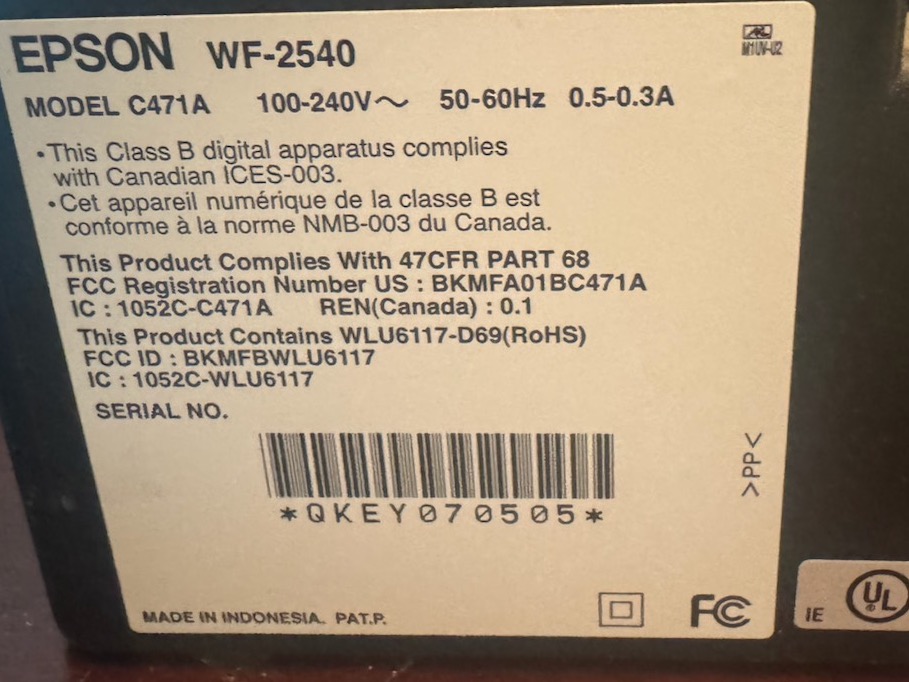 EPSON WF-2540
M1UV-U2
MODEL C471A 100-240V~ 50-60Hz 0.5-0.3A
•This Class B digital apparatus complies
with Canadian ICES-003.
•Cet appareil numérique de la classe B est
conforme à la norme NMB-003 du Canada.
This Product Complies With 47CFR PART 68
FCC Registration Number US : BKMFA01BC471A
IC : 1052C-C471A REN(Canada) : 0.1
This Product Contains WLU6117-D69(RoHS)
FCC ID : BKMFBWLU6117
IC : 1052C-WLU6117
SERIAL NO.
*QKEY070505*
>PP<
MADE IN INDONESIA. PAT.P.
FC
IE
UL